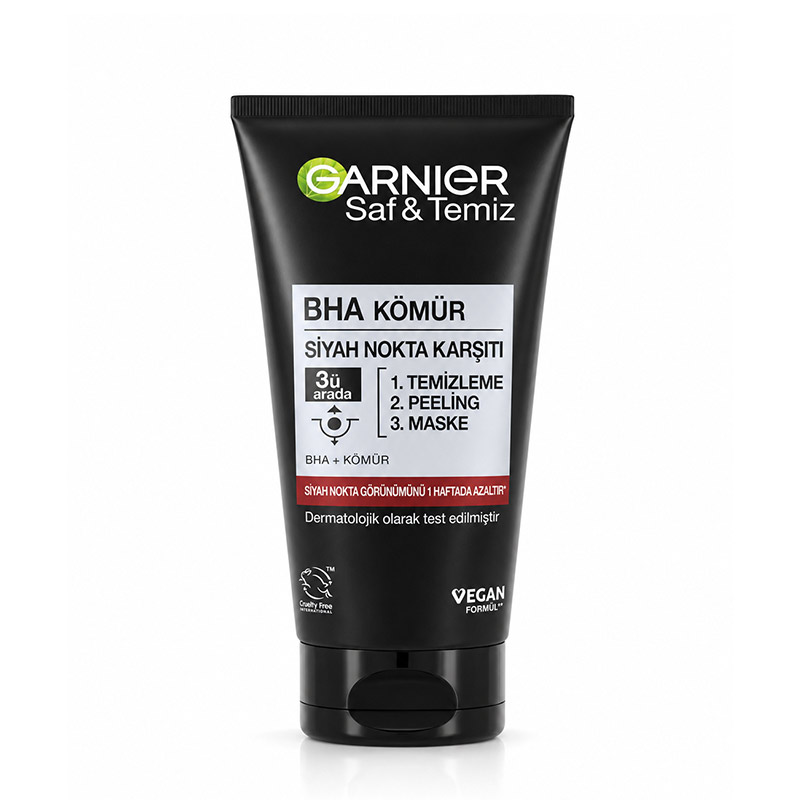 GARNIER
Saf & Temiz
BHA KÖMÜR
SİYAH NOKTA KARŞITI
3ü
arada
1. TEMİZLEME
2. PEELİNG
3. MASKE
BHA + KÖMÜR
SİYAH NOKTA GÖRÜNÜMÜNÜ 1 HAFTADA AZALTIR*
Dermatolojik olarak test edilmiştir
TM
Cruelty Free
INTERNATIONAL
VEGAN
FORMÜL**